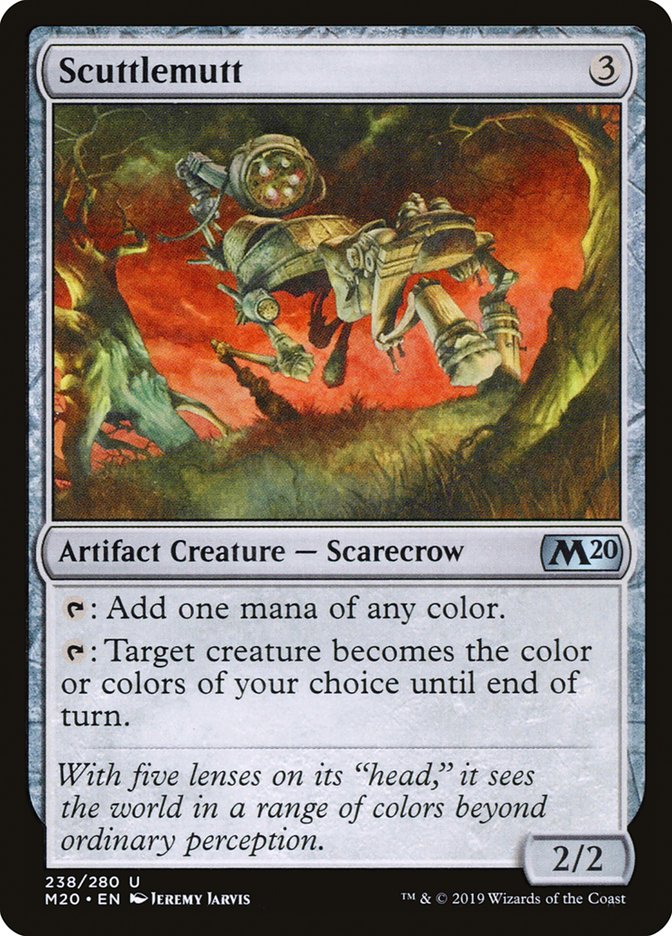 Scuttlemutt 3
Artifact Creature — Scarecrow M20
: Add one mana of any color.
: Target creature becomes the color
or colors of your choice until end of
turn.
With five lenses on its “head,” it sees
the world in a range of colors beyond
ordinary perception.
2/2
238/280 U
M20 • EN JEREMY JARVIS ™ & © 2019 Wizards of the Coast